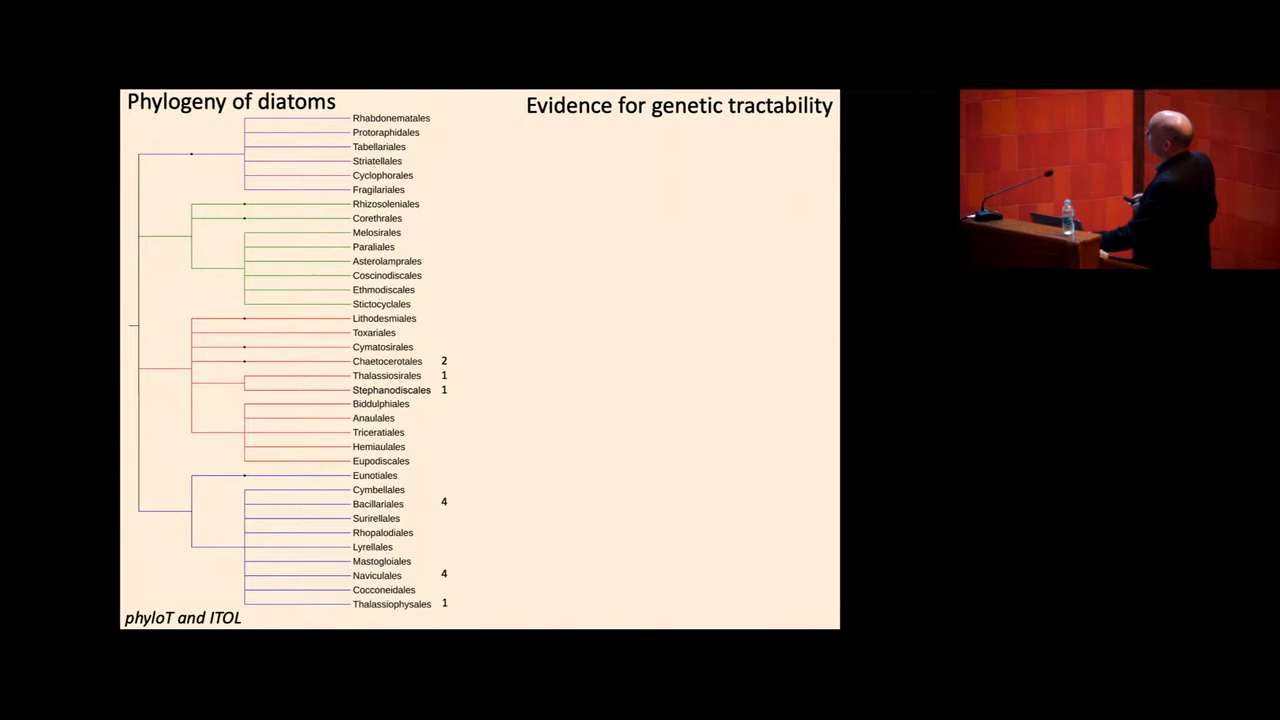 Phylogeny of diatoms
Evidence for genetic tractability
Rhabdonematales
Protoraphidales
Tabellariales
Striatellales
Cyclophorales
Fragilariales
Rhizosoleniales
Corethrales
Melosirales
Paraliales
Asterolamprales
Coscinodiscales
Ethmodiscales
Stictocyclales
Lithodesmiales
Toxariales
Cymatosirales
Chaetocerotales 2
Thalassiosirales 1
Stephanodiscales 1
Biddulphiales
Anaulales
Triceratiales
Hemiaulales
Eupodiscales
Eunotiales
Cymbellales
Bacillariales 4
Surirellales
Rhopalodiales
Lyrellales
Mastogloiales
Naviculales 4
Cocconeidales
Thalassiophysales 1
phyloT and ITOL